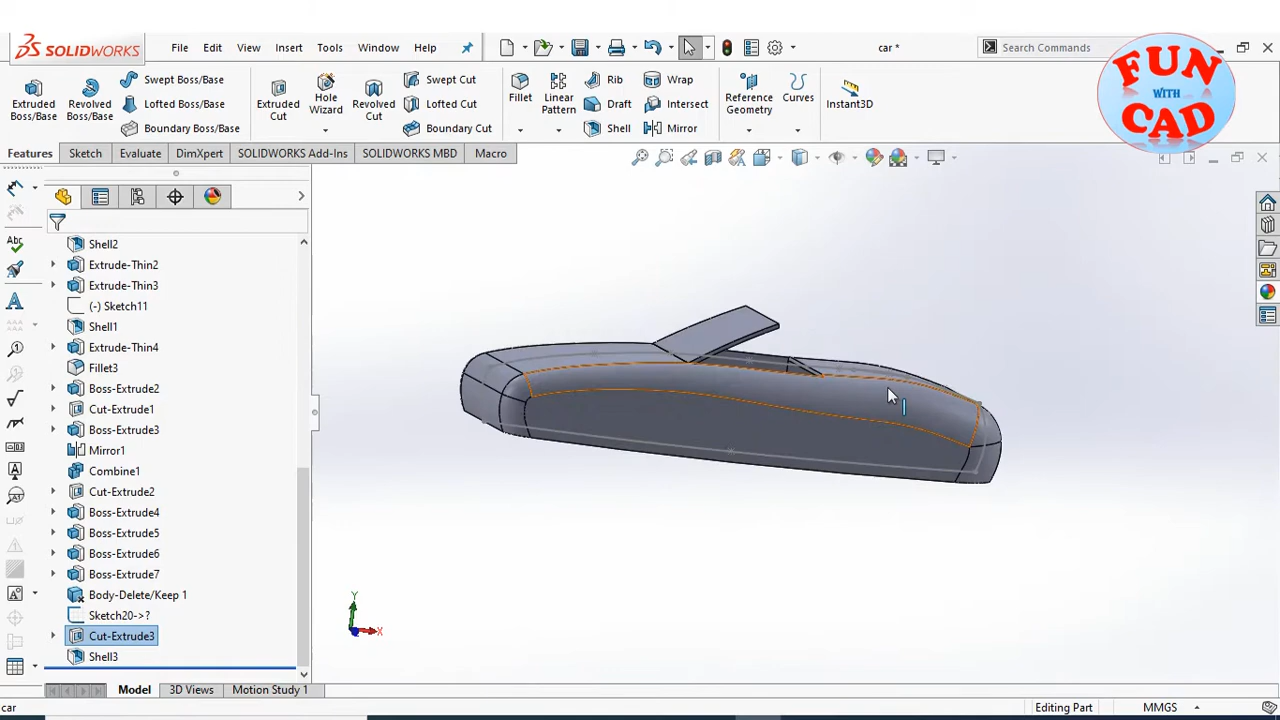 SOLIDWORKS
File Edit View Insert Tools Window Help
car *
Search Commands
FUN
WITH
CAD
Extruded Boss/Base
Revolved Boss/Base
Swept Boss/Base
Lofted Boss/Base
Boundary Boss/Base
Extruded Cut
Hole Wizard
Revolved Cut
Swept Cut
Lofted Cut
Boundary Cut
Fillet
Linear Pattern
Rib
Draft
Shell
Wrap
Intersect
Mirror
Reference Geometry
Curves
Instant3D
Features Sketch Evaluate DimXpert SOLIDWORKS Add-Ins SOLIDWORKS MBD Macro
Shell2
Extrude-Thin2
Extrude-Thin3
(-) Sketch11
Shell1
Extrude-Thin4
Fillet3
Boss-Extrude2
Cut-Extrude1
Boss-Extrude3
Mirror1
Combine1
Cut-Extrude2
Boss-Extrude4
Boss-Extrude5
Boss-Extrude6
Boss-Extrude7
Body-Delete/Keep 1
Sketch20->?
Cut-Extrude3
Shell3
Abc
Y
X
Model 3D Views Motion Study 1
car
Editing Part
MMGS